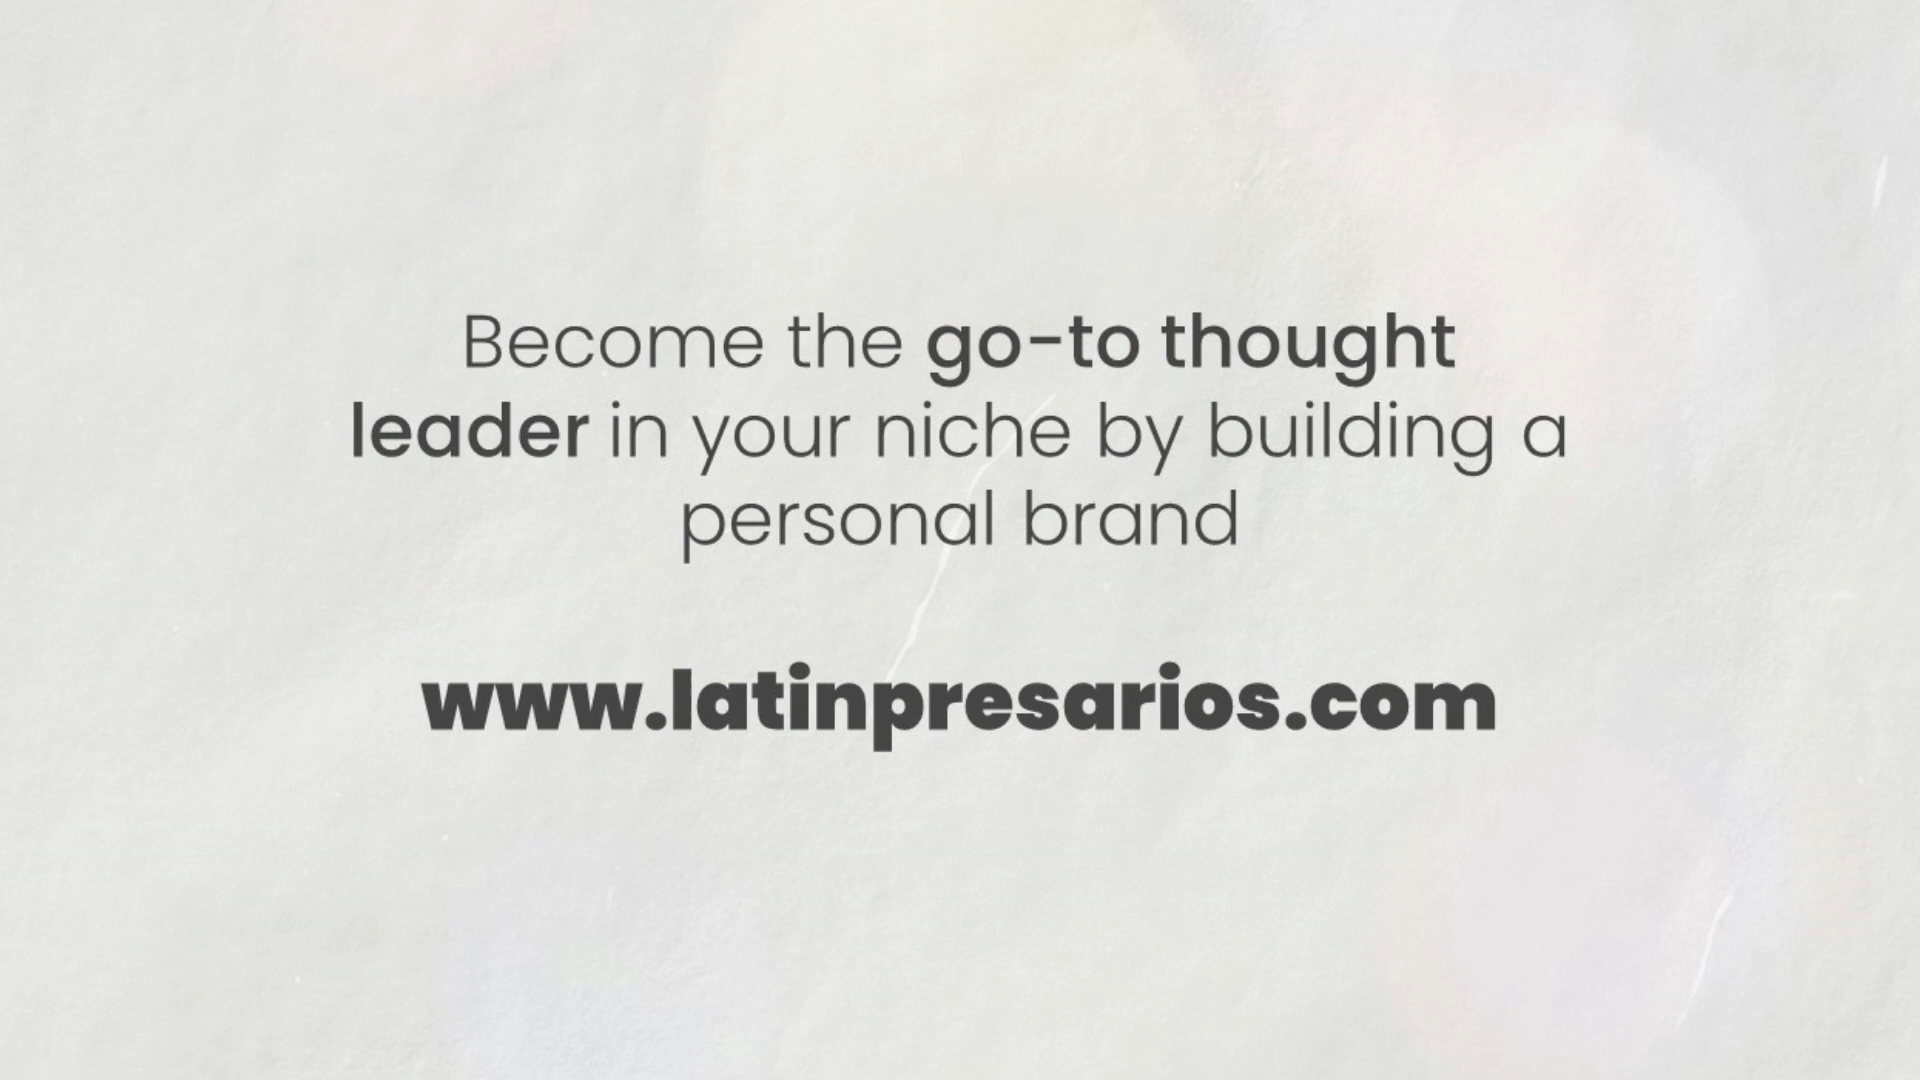 Become the go-to thought
leader in your niche by building a
personal brand
www.latinpresarios.com